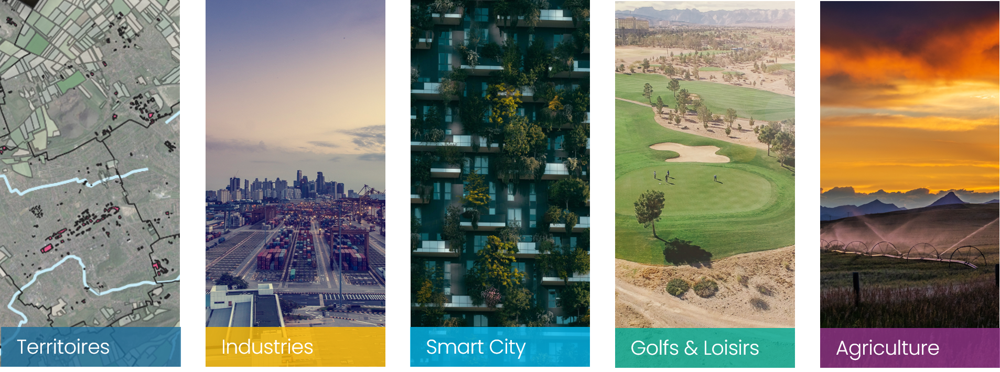 Territoires
Industries
Smart City
Golfs & Loisirs
Agriculture